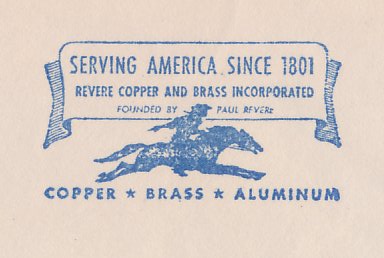 SERVING AMERICA SINCE 1801
REVERE COPPER AND BRASS INCORPORATED
FOUNDED BY PAUL REVERE
COPPER ★ BRASS ★ ALUMINUM